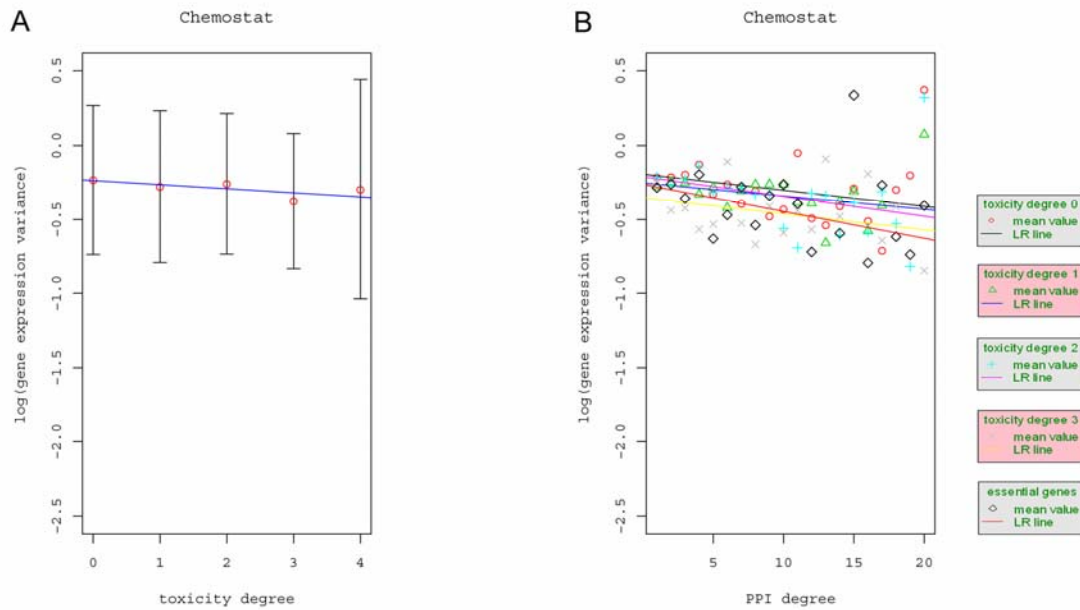 A
Chemostat
log(gene expression variance)
0.5
0.0
-0.5
-1.0
-1.5
-2.0
-2.5
0 1 2 3 4
toxicity degree
B
Chemostat
log(gene expression variance)
0.5
0.0
-0.5
-1.0
-1.5
-2.0
-2.5
5 10 15 20
PPI degree
toxicity degree 0
mean value
LR line
toxicity degree 1
mean value
LR line
toxicity degree 2
mean value
LR line
toxicity degree 3
mean value
LR line
essential genes
mean value
LR line